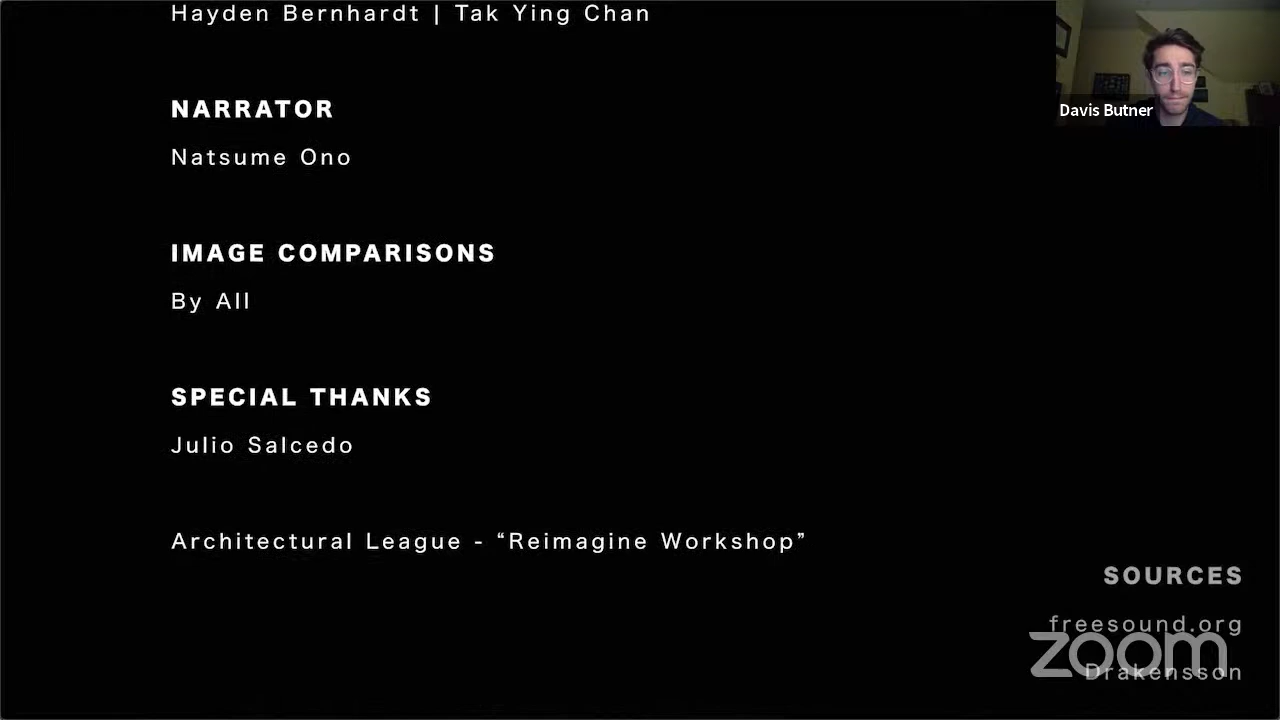 Hayden Bernhardt | Tak Ying Chan
Davis Butner
NARRATOR
Natsume Ono
IMAGE COMPARISONS
By All
SPECIAL THANKS
Julio Salcedo
Architectural League - “Reimagine Workshop”
SOURCES
freesound.org
zoom
Drakensson